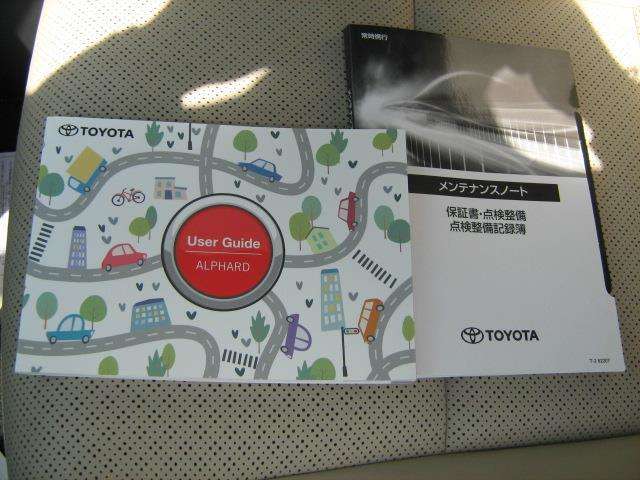 TOYOTA
User Guide
ALPHARD
常時携行
メンテナンスノート
保証書・点検整備
点検整備記録簿
TOYOTA